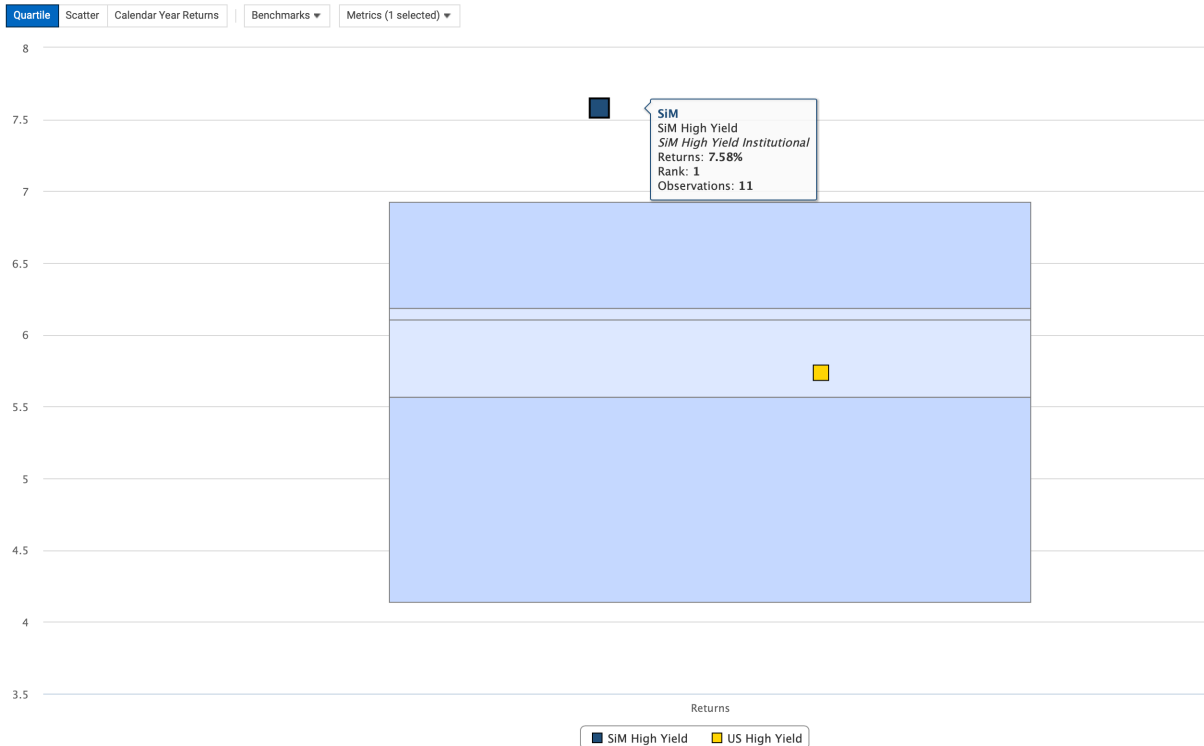 Quartile Scatter Calendar Year Returns Benchmarks Metrics (1 selected)
8
7.5
7
6.5
6
5.5
5
4.5
4
3.5
SiM
SiM High Yield
SiM High Yield Institutional
Returns: 7.58%
Rank: 1
Observations: 11
Returns
SiM High Yield US High Yield